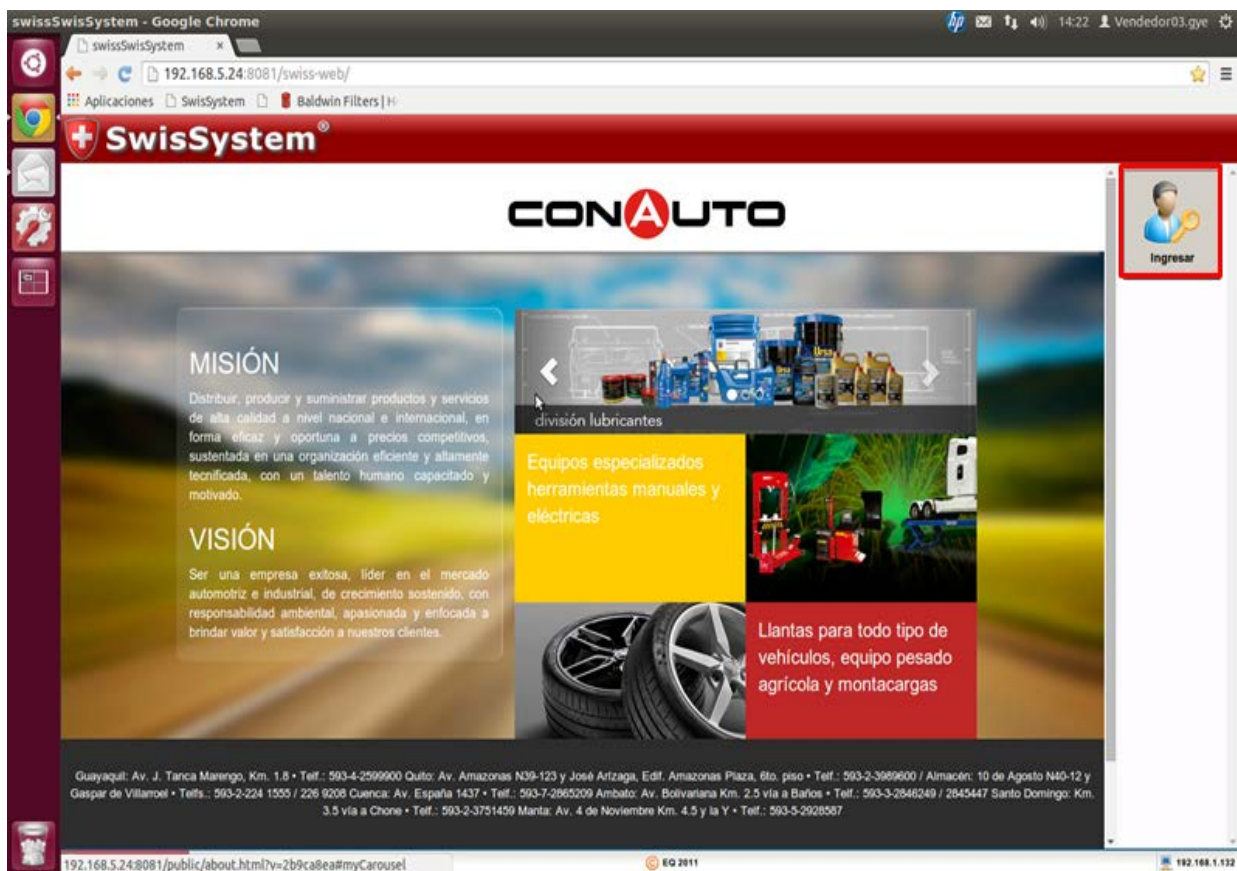 swissSwisSystem - Google Chrome
14:22 Vendedor03.gye
swissSwisSystem ×
192.168.5.24:8081/swiss-web/
Aplicaciones SwisSystem Baldwin Filters | H
SwisSystem®
CONAUTO
Ingresar
MISIÓN
Distribuir, producir y suministrar productos y servicios
de alta calidad a nivel nacional e internacional, en
forma eficaz y oportuna a precios competitivos,
sustentada en una organización eficiente y altamente
tecnificada, con un talento humano capacitado y
motivado.
VISIÓN
Ser una empresa exitosa, líder en el mercado
automotriz e industrial, de crecimiento sostenido, con
responsabilidad ambiental, apasionada y enfocada a
brindar valor y satisfacción a nuestros clientes.
Ursa
división lubricantes
Equipos especializados
herramientas manuales y
eléctricas
Llantas para todo tipo de
vehículos, equipo pesado
agrícola y montacargas
Guayaquil: Av. J. Tanca Marengo, Km. 1.8 • Telf.: 593-4-2599900 Quito: Av. Amazonas N39-123 y José Arízaga, Edif. Amazonas Plaza, 6to. piso • Telf.: 593-2-3989600 / Almacén: 10 de Agosto N40-12 y
Gaspar de Villarroel • Telfs.: 593-2-224 1555 / 226 9208 Cuenca: Av. España 1437 • Telf.: 593-7-2865209 Ambato: Av. Bolivariana Km. 2.5 vía a Baños • Telf.: 593-3-2846249 / 2845447 Santo Domingo: Km.
3.5 vía a Chone • Telf.: 593-2-3751459 Manta: Av. 4 de Noviembre Km. 4.5 y la Y • Telf.: 593-5-2928587
192.168.5.24:8081/public/about.html?v=2b9ca8ea#myCarousel
© EQ 2011
192.168.1.132